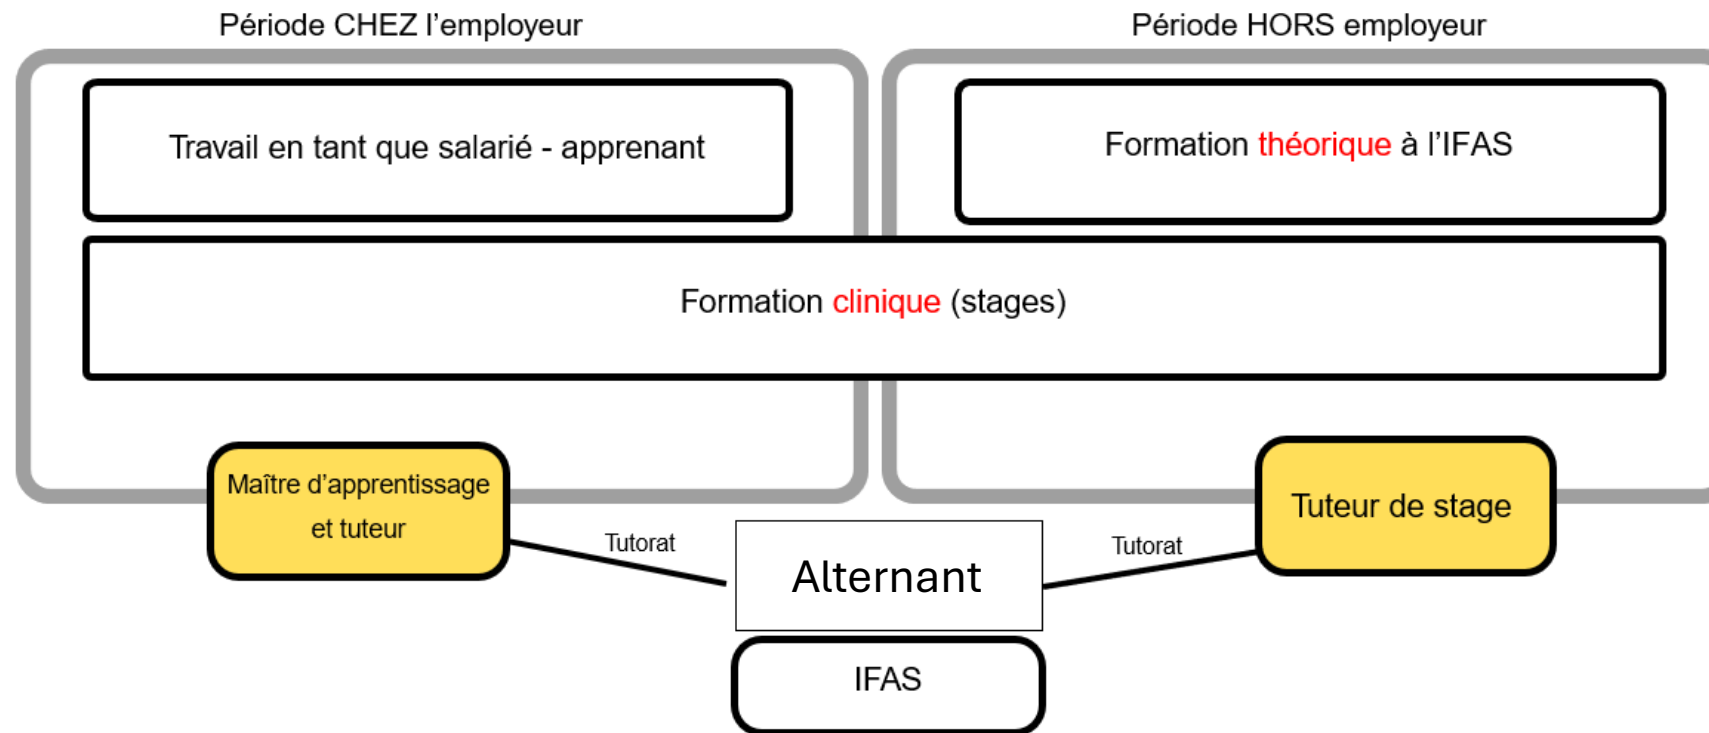 Période CHEZ l’employeur
Période HORS employeur
Travail en tant que salarié - apprenant
Formation théorique à l’IFAS
Formation clinique (stages)
Maître d’apprentissage
et tuteur
Tuteur de stage
Tutorat
Tutorat
Alternant
IFAS